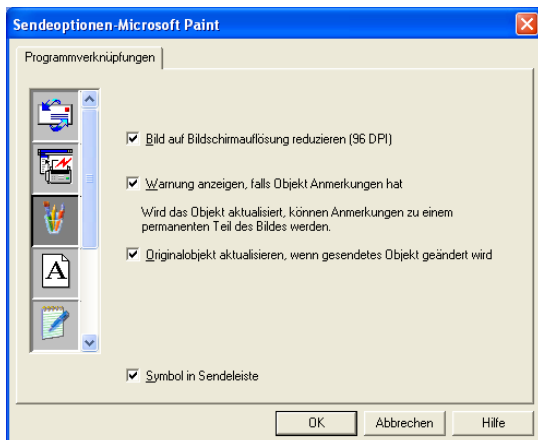 Sendeoptionen-Microsoft Paint
Programmverknüpfungen
Bild auf Bildschirmauflösung reduzieren (96 DPI)
Warnung anzeigen, falls Objekt Anmerkungen hat
Wird das Objekt aktualisiert, können Anmerkungen zu einem
permanenten Teil des Bildes werden.
Originalobjekt aktualisieren, wenn gesendetes Objekt geändert wird
A
Symbol in Sendeleiste
OK Abbrechen Hilfe